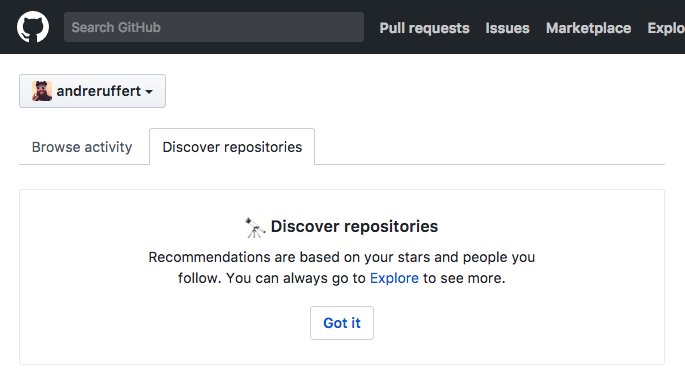 Search GitHub Pull requests Issues Marketplace Explo
andreruffert
Browse activity Discover repositories
Discover repositories
Recommendations are based on your stars and people you
follow. You can always go to Explore to see more.
Got it